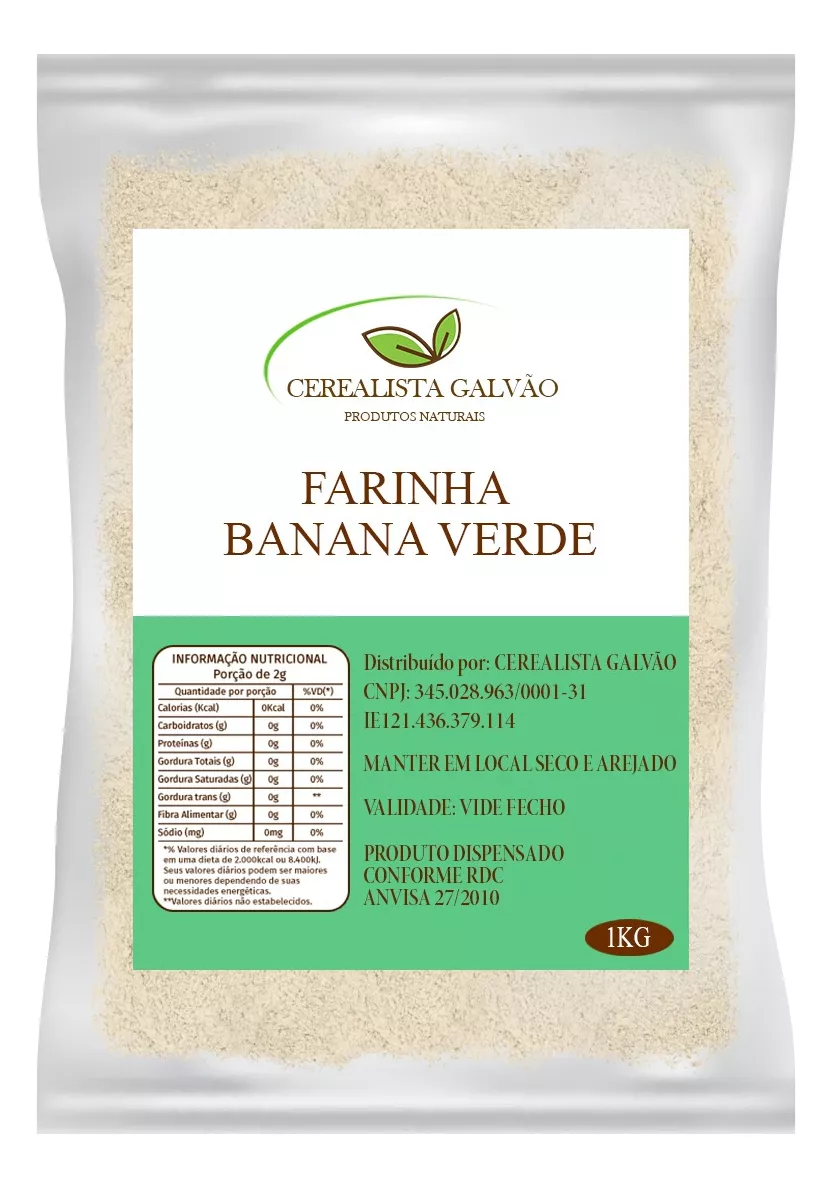 CEREALISTA GALVÃO
PRODUTOS NATURAIS
FARINHA
BANANA VERDE
INFORMAÇÃO NUTRICIONAL
Porção de 2g
Quantidade por porção %VD(*)
Calorias (Kcal) 0Kcal 0%
Carboidratos (g) 0g 0%
Proteínas (g) 0g 0%
Gordura Totais (g) 0g 0%
Gordura Saturadas (g) 0g 0%
Gordura trans (g) 0g **
Fibra Alimentar (g) 0g 0%
Sódio (mg) 0mg 0%
*% Valores diários de referência com base
em uma dieta de 2.000kcal ou 8.400kJ.
Seus valores diários podem ser maiores
ou menores dependendo de suas
necessidades energéticas.
**Valores diários não estabelecidos.
Distribuído por: CEREALISTA GALVÃO
CNPJ: 345.028.963/0001-31
IE121.436.379.114
MANTER EM LOCAL SECO E AREJADO
VALIDADE: VIDE FECHO
PRODUTO DISPENSADO
CONFORME RDC
ANVISA 27/2010
1KG